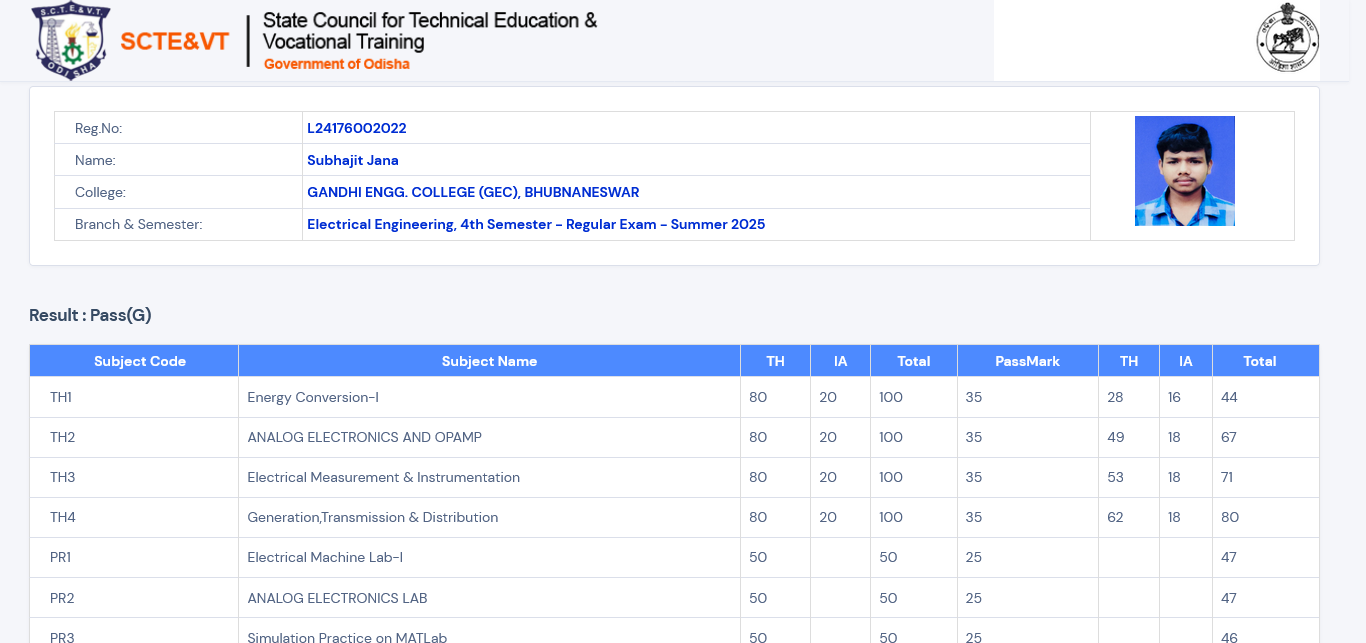 S.C.T.E.&V.T.
ODISHA
SCTE&VT
State Council for Technical Education &
Vocational Training
Government of Odisha
Reg.No: L24176002022
Name: Subhajit Jana
College: GANDHI ENGG. COLLEGE (GEC), BHUBNANESWAR
Branch & Semester: Electrical Engineering, 4th Semester - Regular Exam - Summer 2025
Result : Pass(G)
Subject Code Subject Name TH IA Total PassMark TH IA Total
TH1 Energy Conversion-I 80 20 100 35 28 16 44
TH2 ANALOG ELECTRONICS AND OPAMP 80 20 100 35 49 18 67
TH3 Electrical Measurement & Instrumentation 80 20 100 35 53 18 71
TH4 Generation,Transmission & Distribution 80 20 100 35 62 18 80
PR1 Electrical Machine Lab-I 50 50 25 47
PR2 ANALOG ELECTRONICS LAB 50 50 25 47
PR3 Simulation Practice on MATLab 50 50 25 46